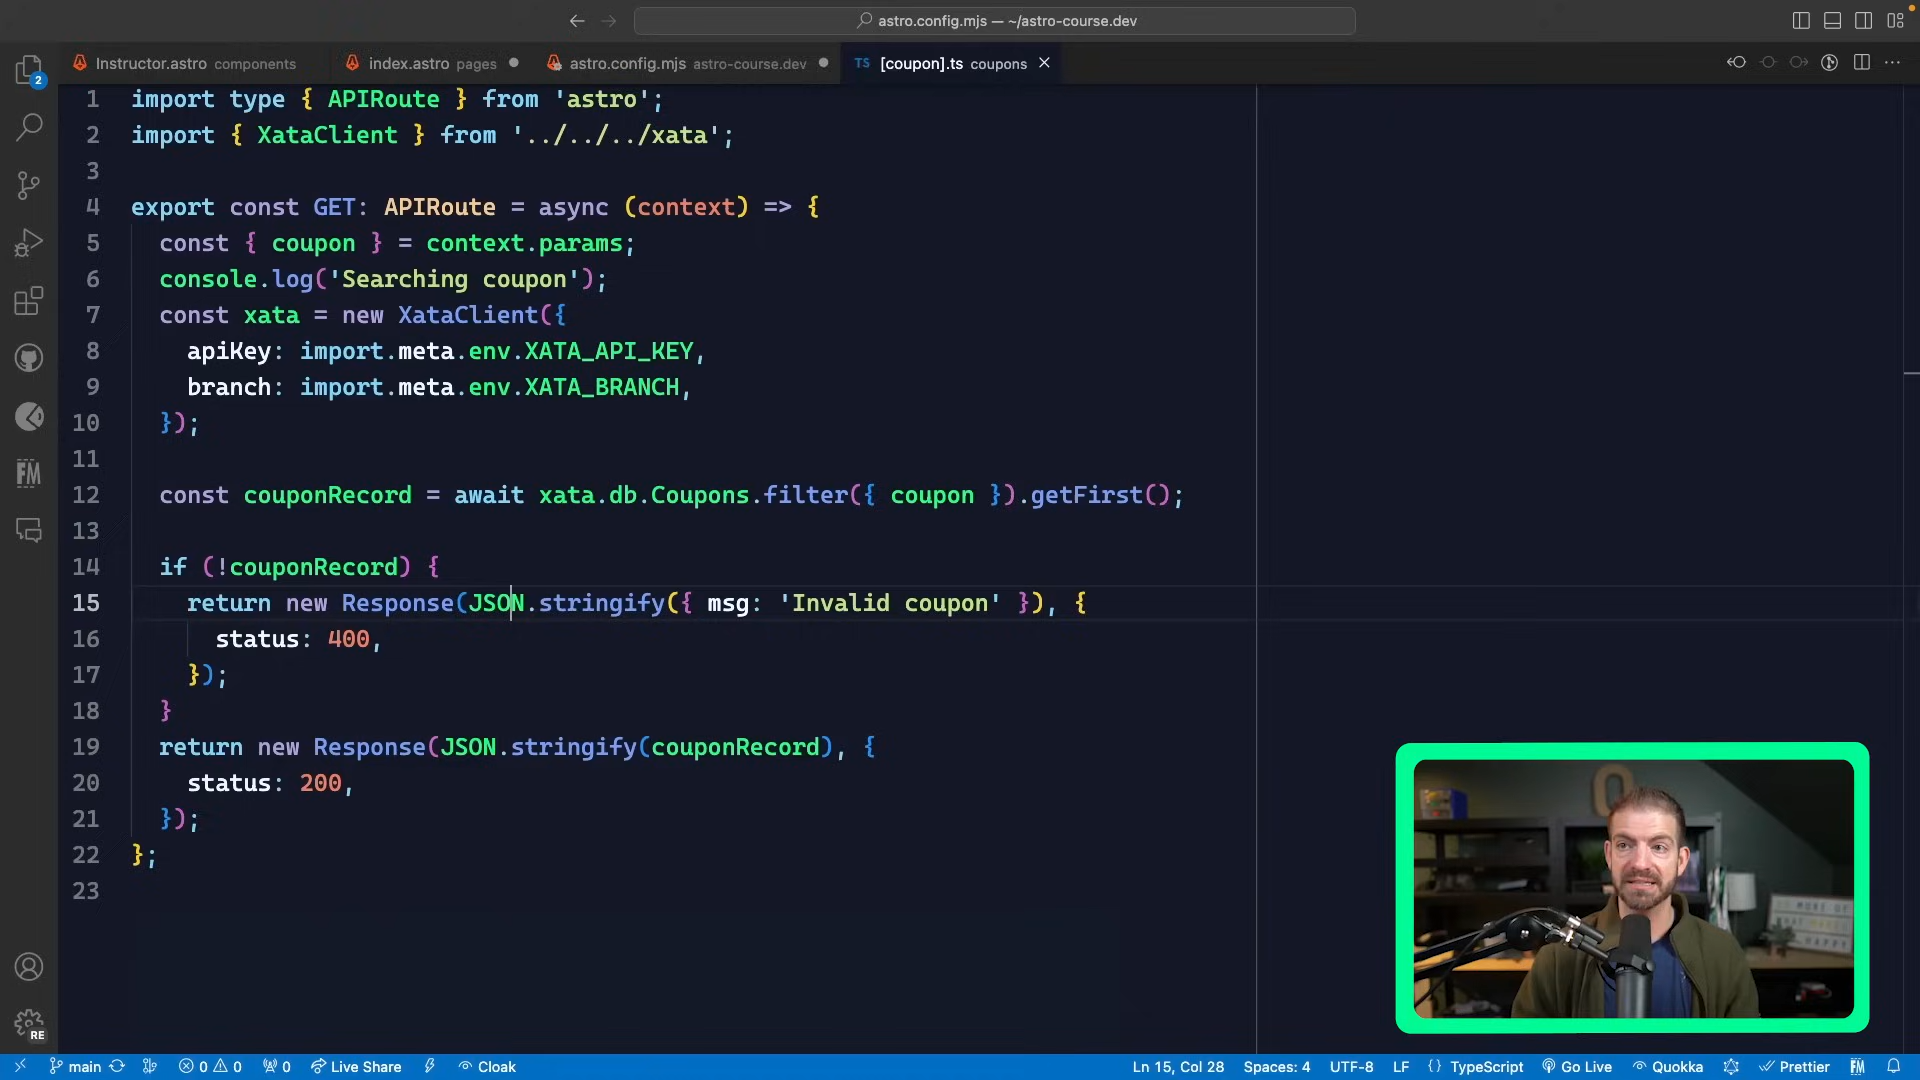 astro.config.mjs — ~/astro-course.dev
Instructor.astro components
index.astro pages
astro.config.mjs astro-course.dev
TS [coupon].ts coupons
2
1 import type { APIRoute } from 'astro';
2 import { XataClient } from '../../../xata';
3
4 export const GET: APIRoute = async (context) => {
5 const { coupon } = context.params;
6 console.log('Searching coupon');
7 const xata = new XataClient({
8 apiKey: import.meta.env.XATA_API_KEY,
9 branch: import.meta.env.XATA_BRANCH,
10 });
11
12 const couponRecord = await xata.db.Coupons.filter({ coupon }).getFirst();
13
14 if (!couponRecord) {
15 return new Response(JSON.stringify({ msg: 'Invalid coupon' }), {
16 status: 400,
17 });
18 }
19 return new Response(JSON.stringify(couponRecord), {
20 status: 200,
21 });
22 };
23
FM
RE
main 0 0 0 Live Share Cloak
Ln 15, Col 28 Spaces: 4 UTF-8 LF {} TypeScript Go Live Quokka Prettier FM